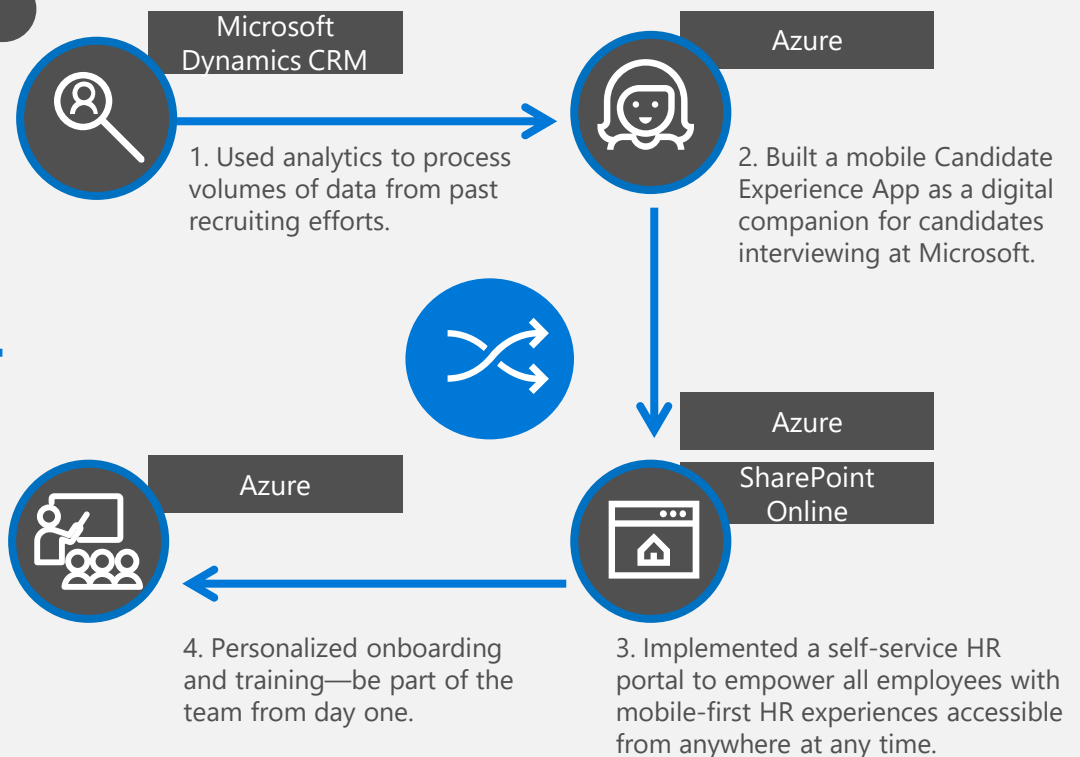 Microsoft
Dynamics CRM
Azure
1. Used analytics to process
volumes of data from past
recruiting efforts.
2. Built a mobile Candidate
Experience App as a digital
companion for candidates
interviewing at Microsoft.
Azure
SharePoint
Online
Azure
4. Personalized onboarding
and training—be part of the
team from day one.
3. Implemented a self-service HR
portal to empower all employees with
mobile-first HR experiences accessible
from anywhere at any time.